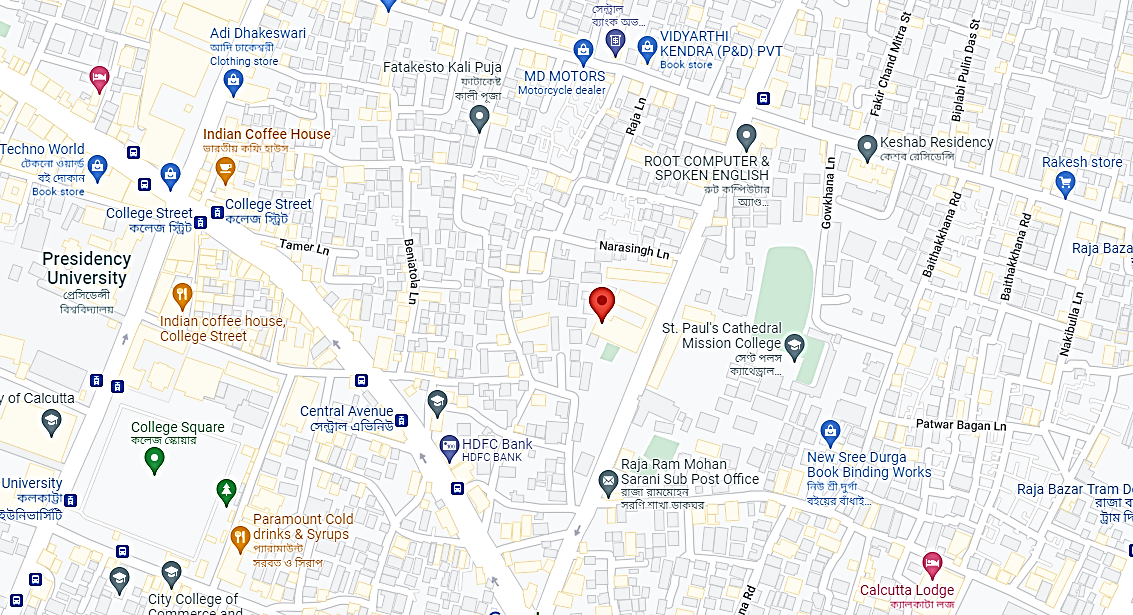 সেন্ট্রাল
ব্যাংক অভ...
Adi Dhakeswari
আদি ঢাকেশ্বরী
Clothing store
VIDYARTHI
KENDRA (P&D) PVT
Book store
Fatakesto Kali Puja
ফাটাকেষ্ট
কালী পূজা
MD MOTORS
Motorcycle dealer
Fakir Chand Mitra St
Biplabi Pulin Das St
Raja Ln
Indian Coffee House
ভারতীয় কফি হাউস
Techno World
টেকনো ওয়ার্ল্ড
বই দোকান
Book store
ROOT COMPUTER &
SPOKEN ENGLISH
রুট কম্পিউটার
অ্যাণ্ড...
Keshab Residency
কেশব রেসিডেন্সি
Rakesh store
Gowkhana Ln
College Street
কলেজ স্ট্রিট
College Street
কলেজ স্ট্রিট
Tamer Ln
Beniatola Ln
Narasingh Ln
Baithakkhana Rd
Baithakkhana Rd
Raja Baza
Presidency
University
প্রেসিডেন্সী
বিশ্ববিদ্যালয়
Indian coffee house,
College Street
St. Paul's Cathedral
Mission College
সেণ্ট পলস
ক্যাথেড্রাল...
Nakibulla Ln
y of Calcutta
Central Avenue
সেন্ট্রাল এভিনিউ
College Square
কলেজ স্কোয়ার
HDFC Bank
HDFC BANK
Patwar Bagan Ln
New Sree Durga
Book Binding Works
নিউ শ্রী দুর্গা
বইয়ের বাঁধাই...
Raja Ram Mohan
Sarani Sub Post Office
রাজা রামমোহন
সরণি শাখা ডাকঘর
University
কলকাট্টা
ইউনিভার্সিটি
Raja Bazar Tram De
রাজা ব
ট্রাম দি
Paramount Cold
drinks & Syrups
প্যারামাউন্ট
সরবত ও সিরাপ
City College of
Commerce and
Calcutta Lodge
ক্যালকাটা লজ
na Rd